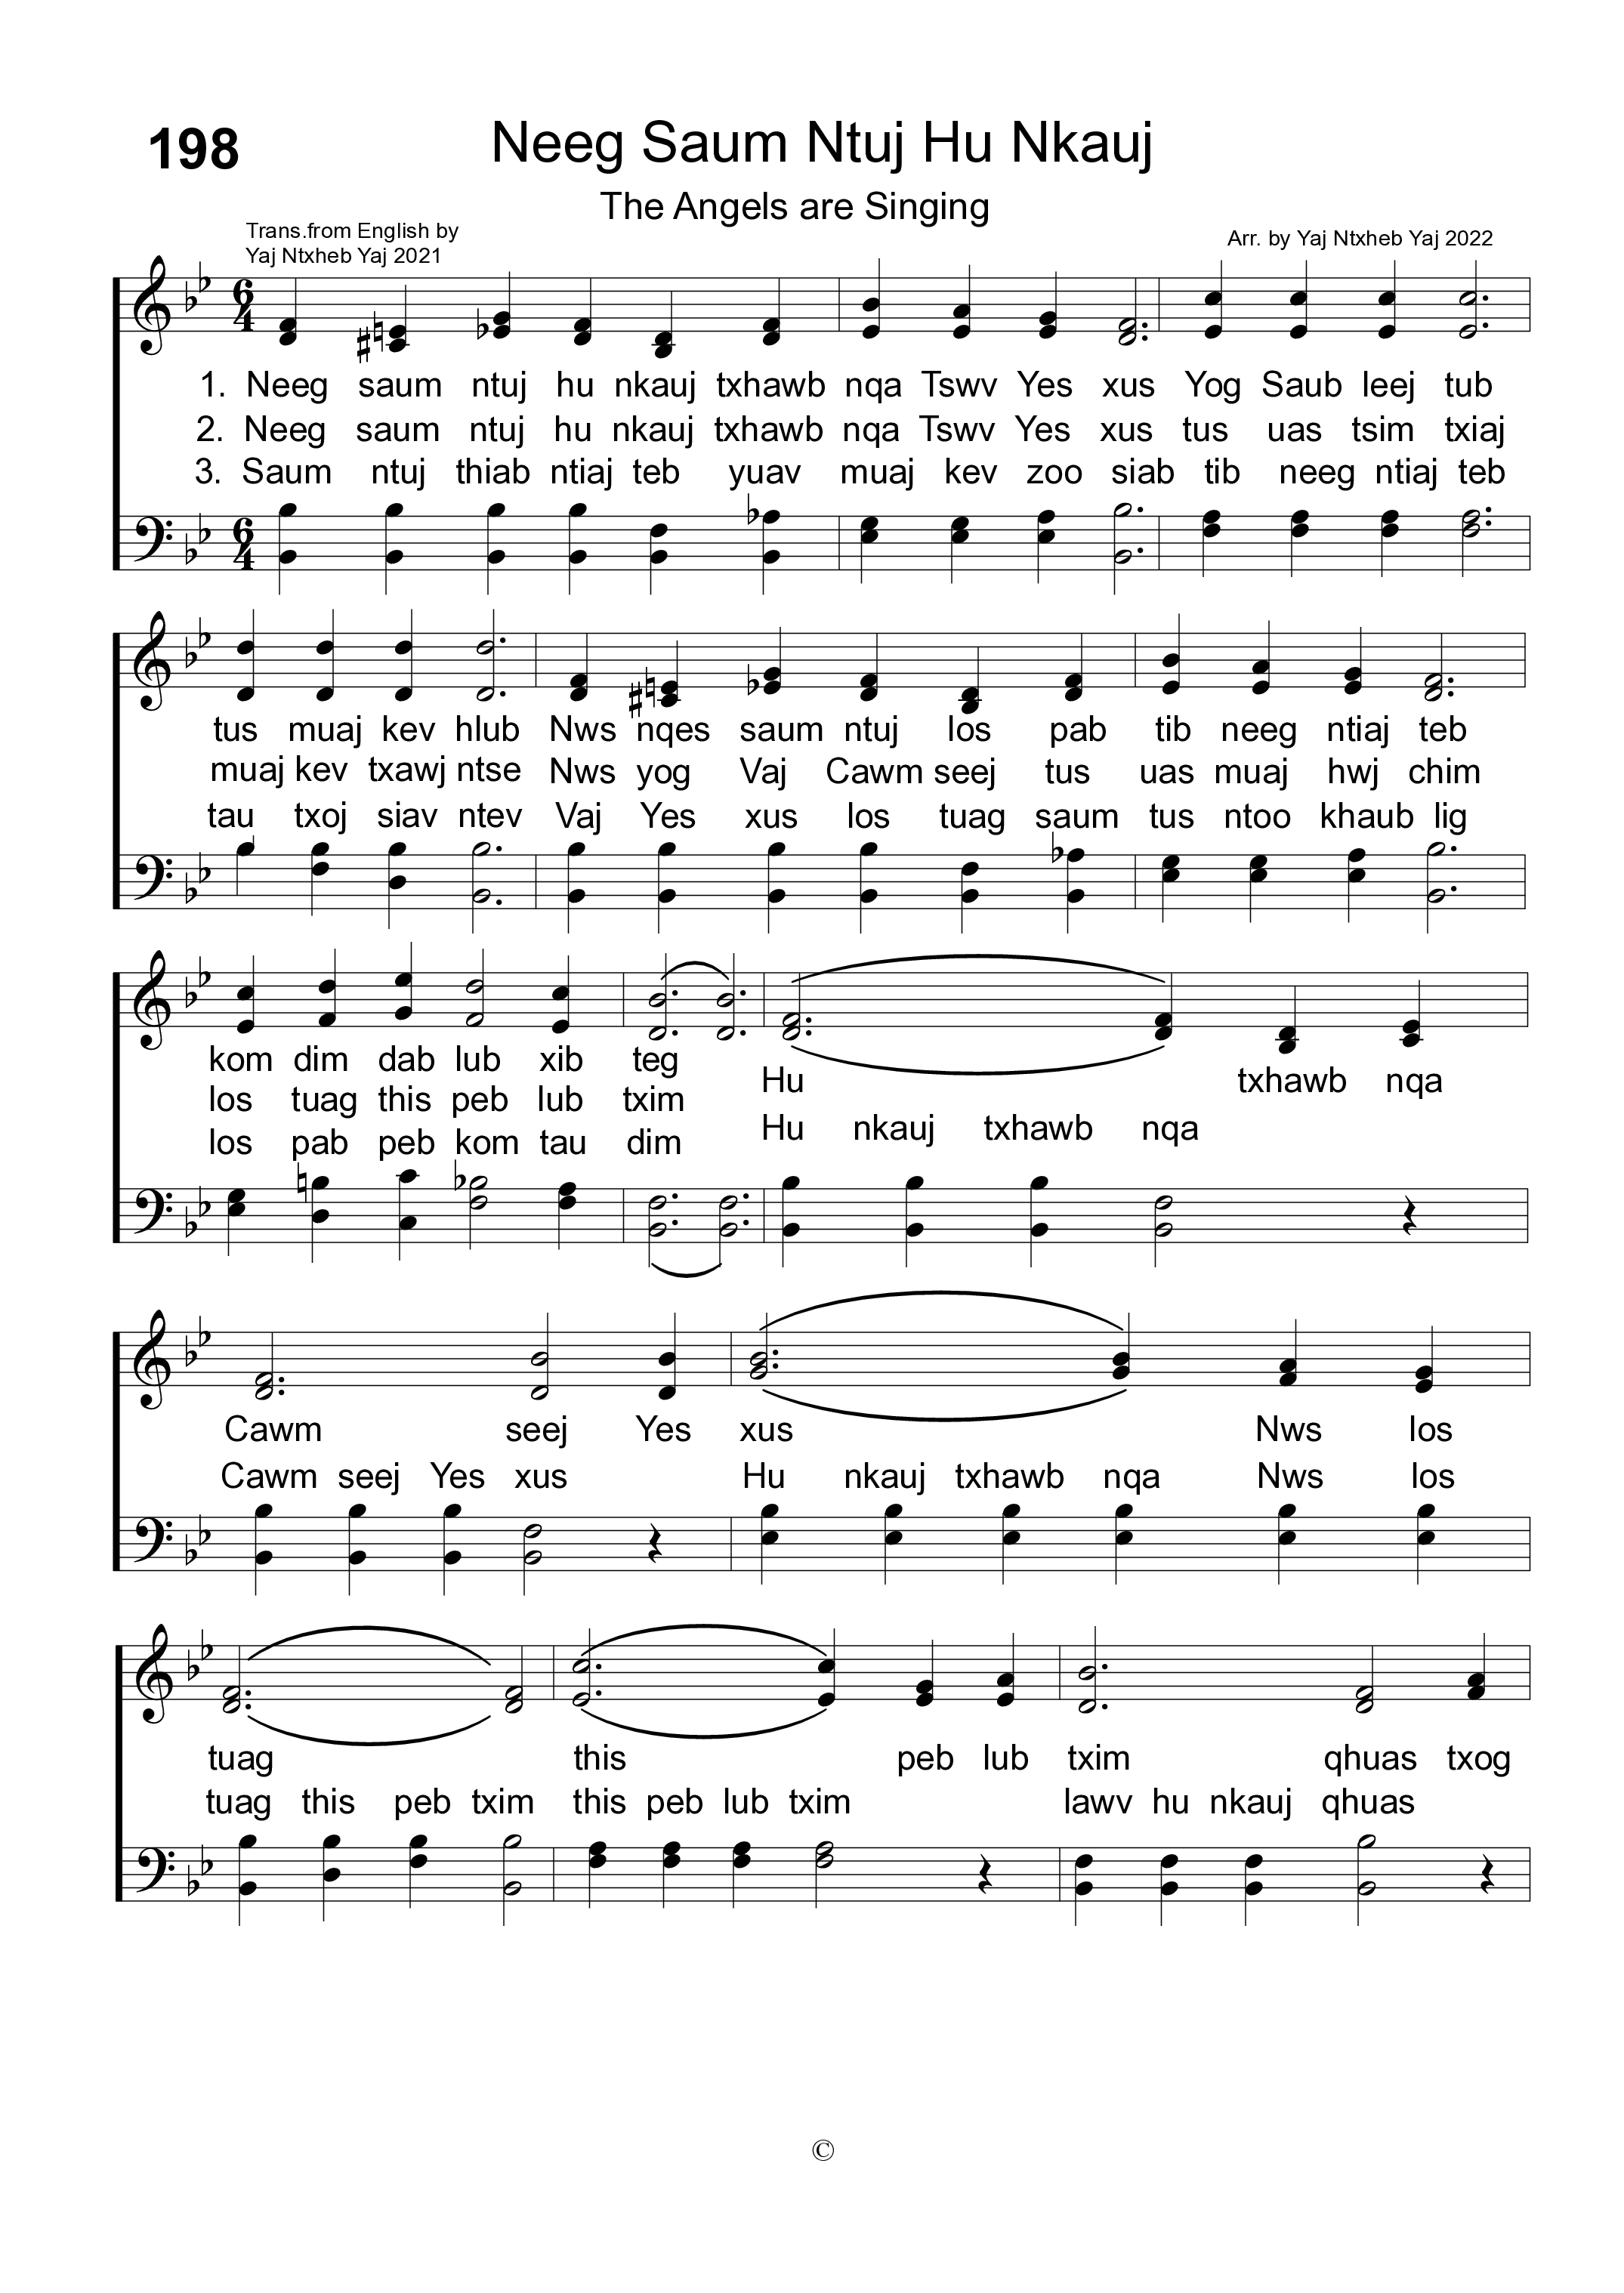 198
Neeg Saum Ntuj Hu Nkauj
The Angels are Singing
Trans.from English by
Yaj Ntxheb Yaj 2021
Arr. by Yaj Ntxheb Yaj 2022
1. Neeg saum ntuj hu nkauj txhawb nqa Tswv Yes xus Yog Saub leej tub
2. Neeg saum ntuj hu nkauj txhawb nqa Tswv Yes xus tus uas tsim txiaj
3. Saum ntuj thiab ntiaj teb yuav muaj kev zoo siab tib neeg ntiaj teb
tus muaj kev hlub Nws nqes saum ntuj los pab tib neeg ntiaj teb
muaj kev txawj ntse Nws yog Vaj Cawm seej tus uas muaj hwj chim
tau txoj siav ntev Vaj Yes xus los tuag saum tus ntoo khaub lig
kom dim dab lub xib teg
los tuag this peb lub txim
los pab peb kom tau dim
Hu txhawb nqa
Hu nkauj txhawb nqa
Cawm seej Yes xus Nws los
Cawm seej Yes xus Hu nkauj txhawb nqa Nws los
tuag this peb lub txim qhuas txog
tuag this peb txim this peb lub txim lawv hu nkauj qhuas
©